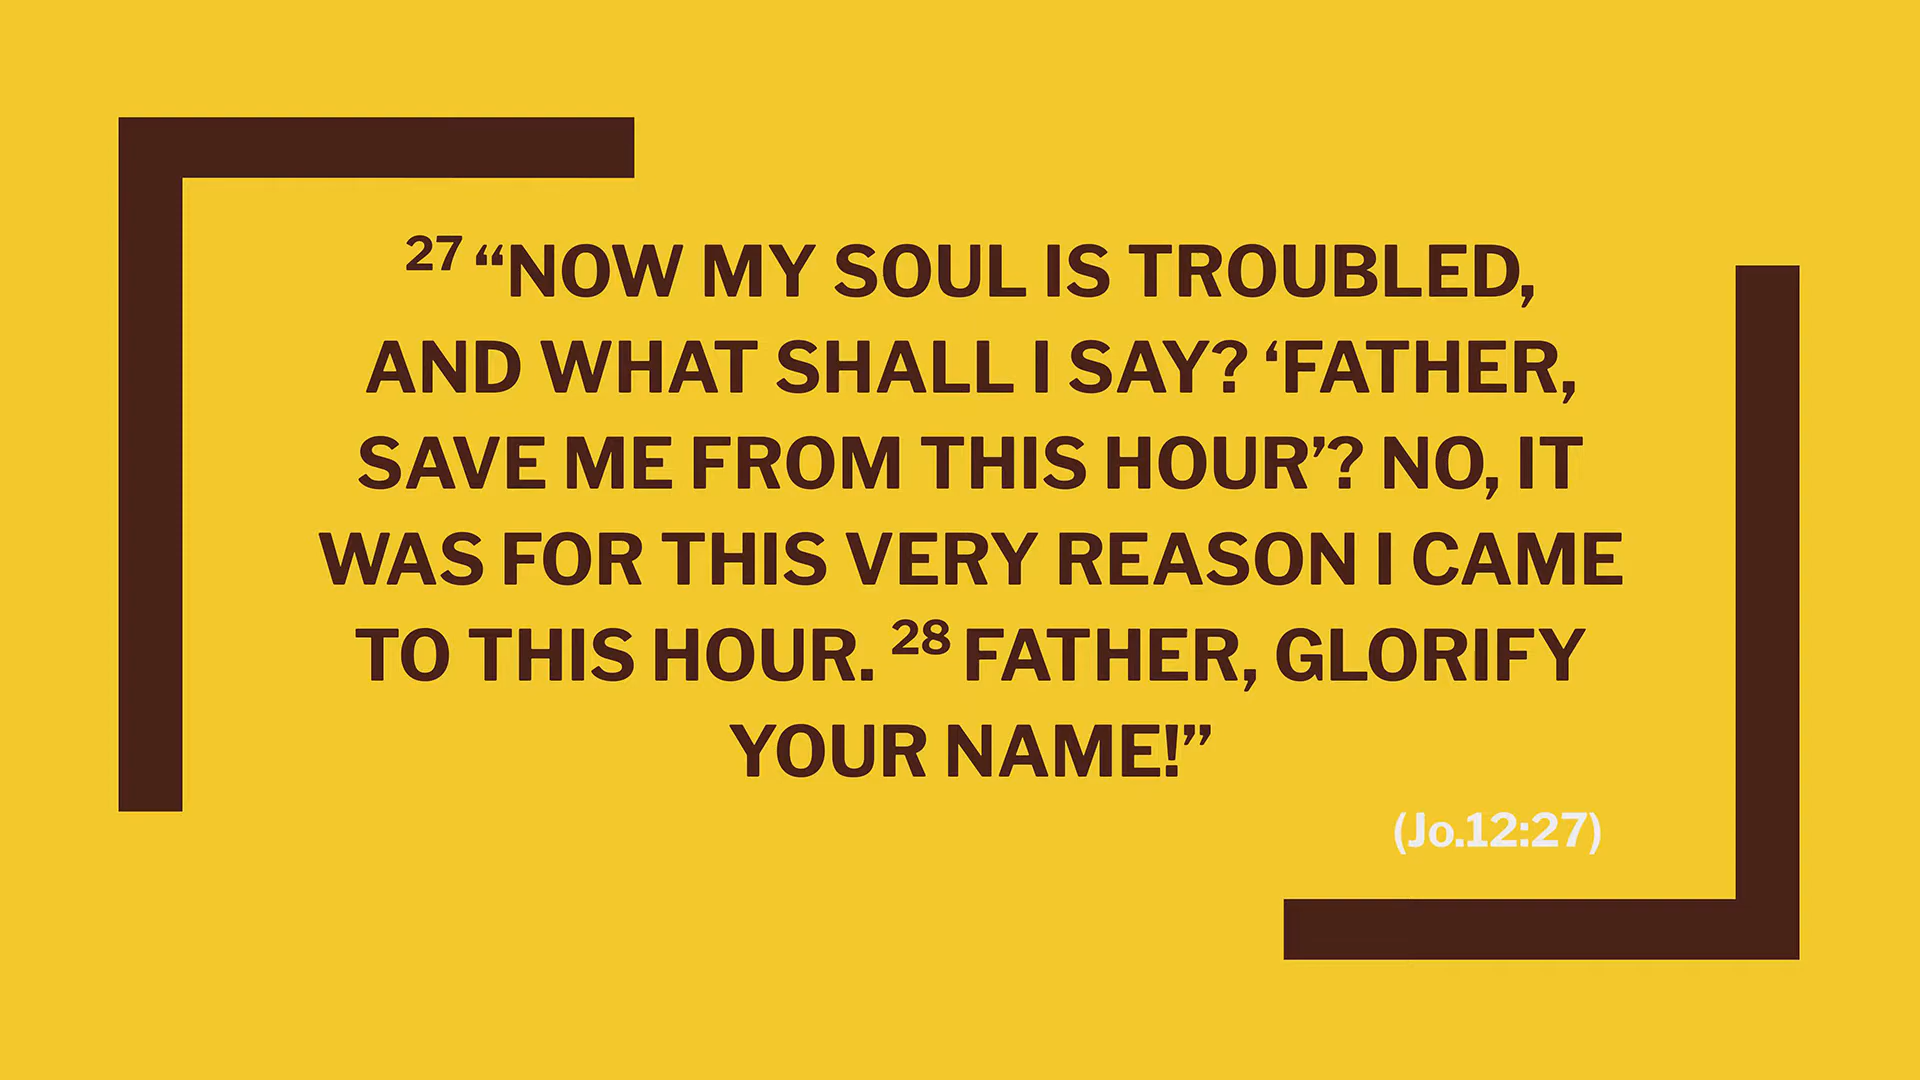 27 “NOW MY SOUL IS TROUBLED,
AND WHAT SHALL I SAY? ‘FATHER,
SAVE ME FROM THIS HOUR’? NO, IT
WAS FOR THIS VERY REASON I CAME
TO THIS HOUR. 28 FATHER, GLORIFY
YOUR NAME!”
(Jo.12:27)